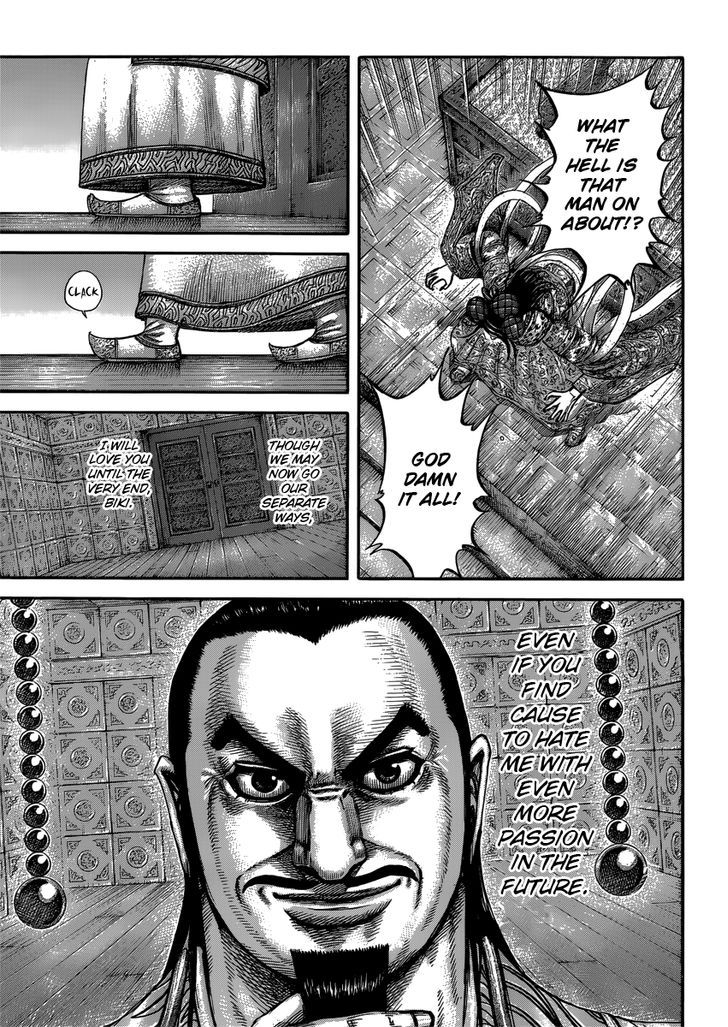 WHAT
THE
HELL IS
THAT
MAN ON
ABOUT!?
GOD
DAMN
IT ALL!
CLACK
THOUGH
WE MAY
NOW GO
OUR
SEPARATE
WAYS,
I WILL
LOVE YOU
UNTIL THE
VERY END,
BIKI.
EVEN
IF YOU
FIND
CAUSE
TO HATE
ME WITH
EVEN
MORE
PASSION
IN THE
FUTURE.